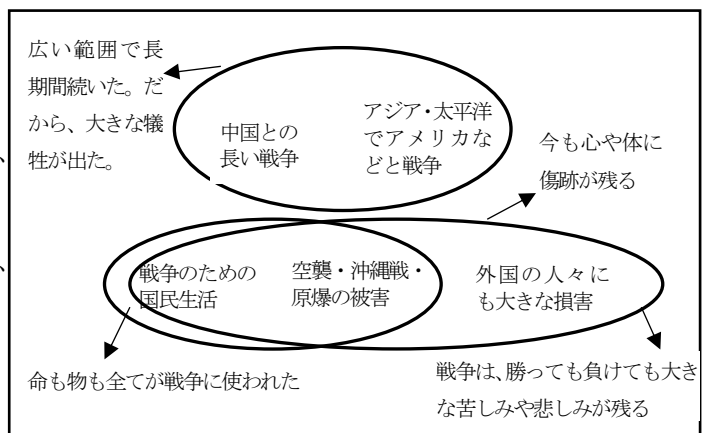 広い範囲で長
期間続いた。だ
から、大きな犠
牲が出た。
中国との
長い戦争
アジア・太平洋
でアメリカな
どと戦争
今も心や体に
傷跡が残る
戦争のための
国民生活
空襲・沖縄戦・
原爆の被害
外国の人々に
も大きな損害
命も物も全てが戦争に使われた
戦争は、勝っても負けても大き
な苦しみや悲しみが残る
、
、